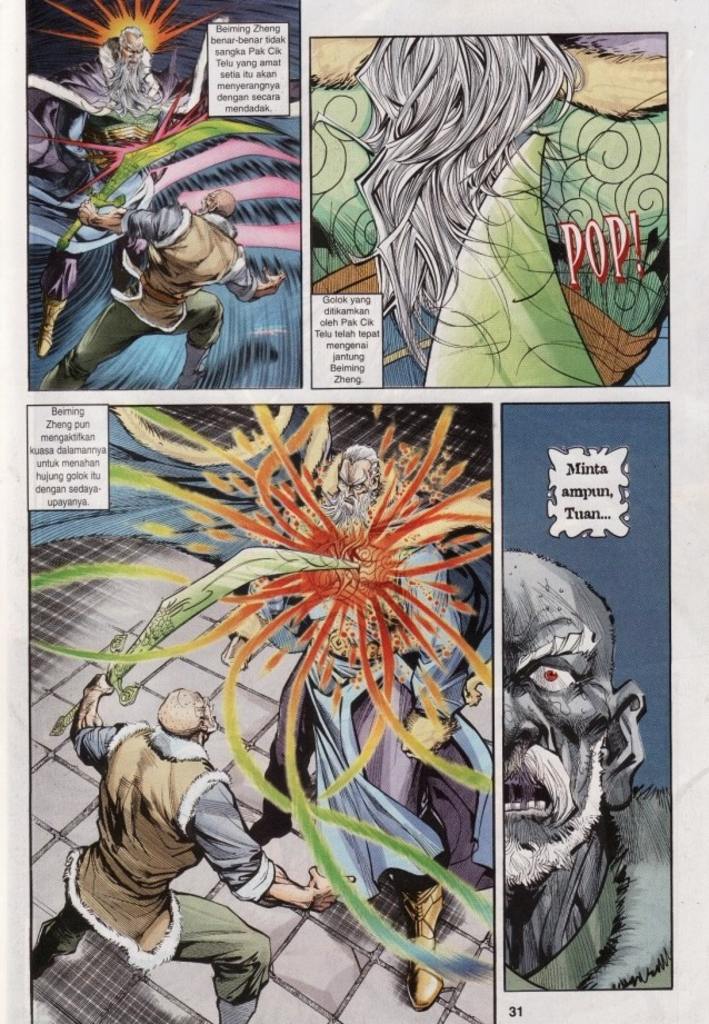 Beiming Zheng
benar-benar tidak
sangka Pak Cik
Telu yang amat
setia itu akan
menyerangnya
dengan secara
mendadak.
POP!
Golok yang
ditikamkan
oleh Pak Cik
Telu telah tepat
mengenai
jantung
Beiming
Zheng.
Beiming
Zheng pun
mengaktifkan
kuasa dalamannya
untuk menahan
hujung golok itu
dengan sedaya-
upayanya.
Minta
ampun,
Tuan...
31